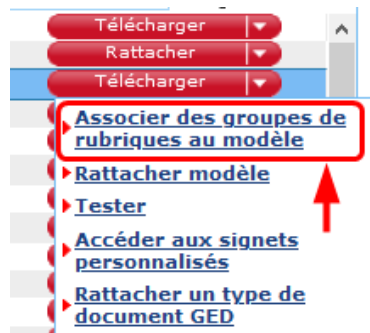 Télécharger
Rattacher
Télécharger
Associer des groupes de
rubriques au modèle
Rattacher modèle
Tester
Accéder aux signets
personnalisés
Rattacher un type de
document GED